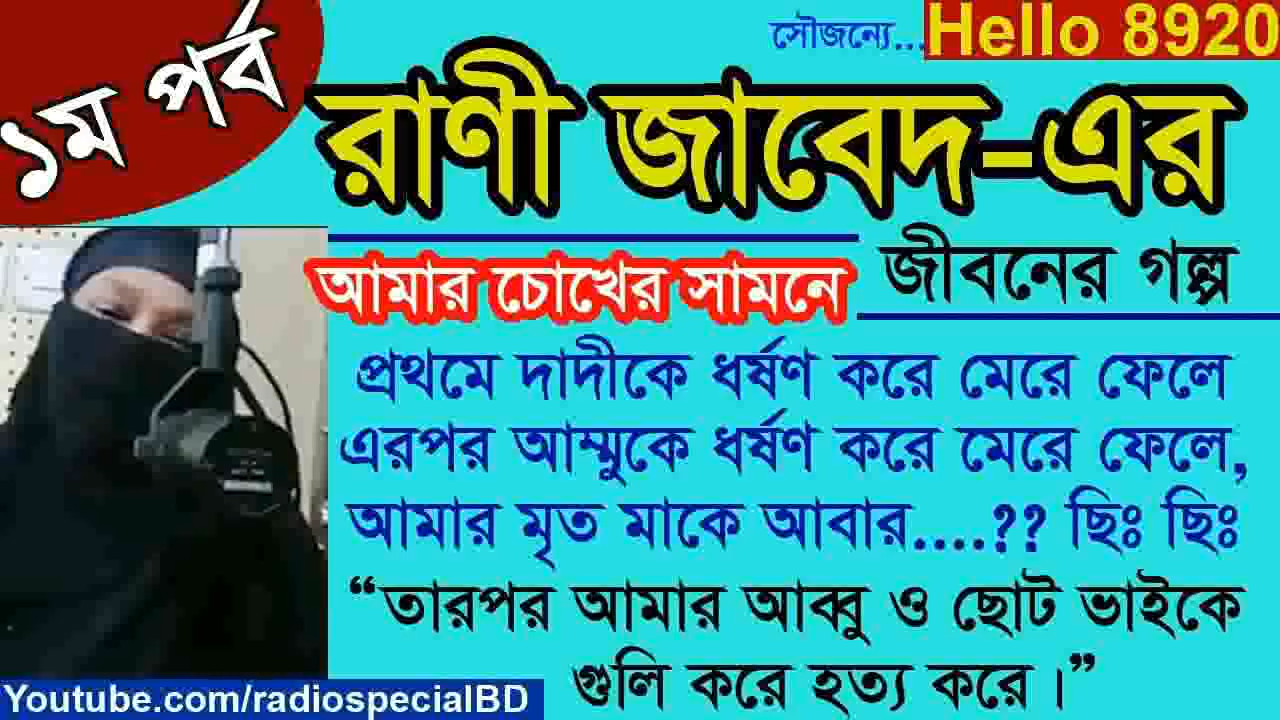 ১ম পর্ব
সৌজন্যে...
Hello 8920
রাণী জাবেদ-এর
আমার চোখের সামনে
জীবনের গল্প
প্রথমে দাদীকে ধর্ষণ করে মেরে ফেলে
এরপর আম্মুকে ধর্ষণ করে মেরে ফেলে,
আমার মৃত মাকে আবার....?? ছিঃ ছিঃ
“তারপর আমার আব্বু ও ছোট ভাইকে
গুলি করে হত্য করে।”
Youtube.com/radiospecialBD